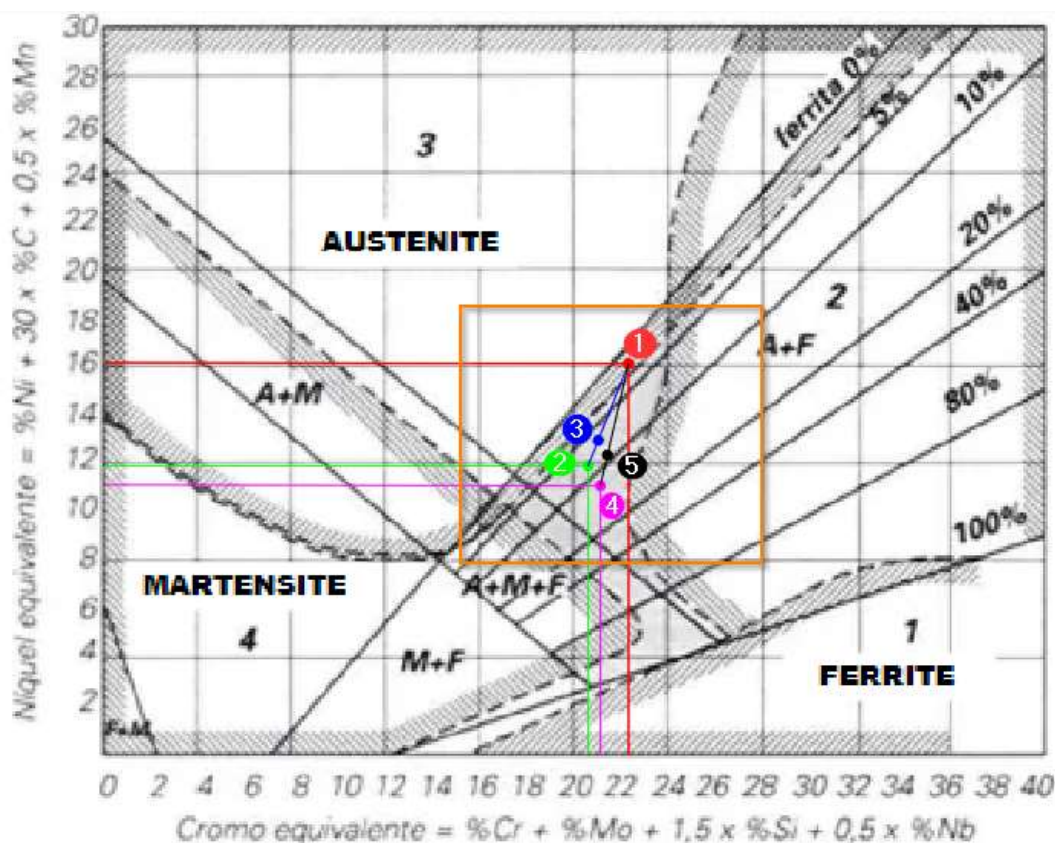 30
28
26
24
22
20
18
16
14
12
10
8
6
4
2
Níquel equivalente = %Ni + 30 x %C + 0,5 x %Mn
3
AUSTENITE
ferrita 0%
5%
10%
20%
40%
80%
100%
2
A+F
A+M
1
3
2
5
4
MARTENSITE
4
A+M+F
M+F
F+M
1
FERRITE
0 2 4 6 8 10 12 14 16 18 20 22 24 26 28 30 32 34 36 38 40
Cromo equivalente = %Cr + %Mo + 1,5 x %Si + 0,5 x %Nb